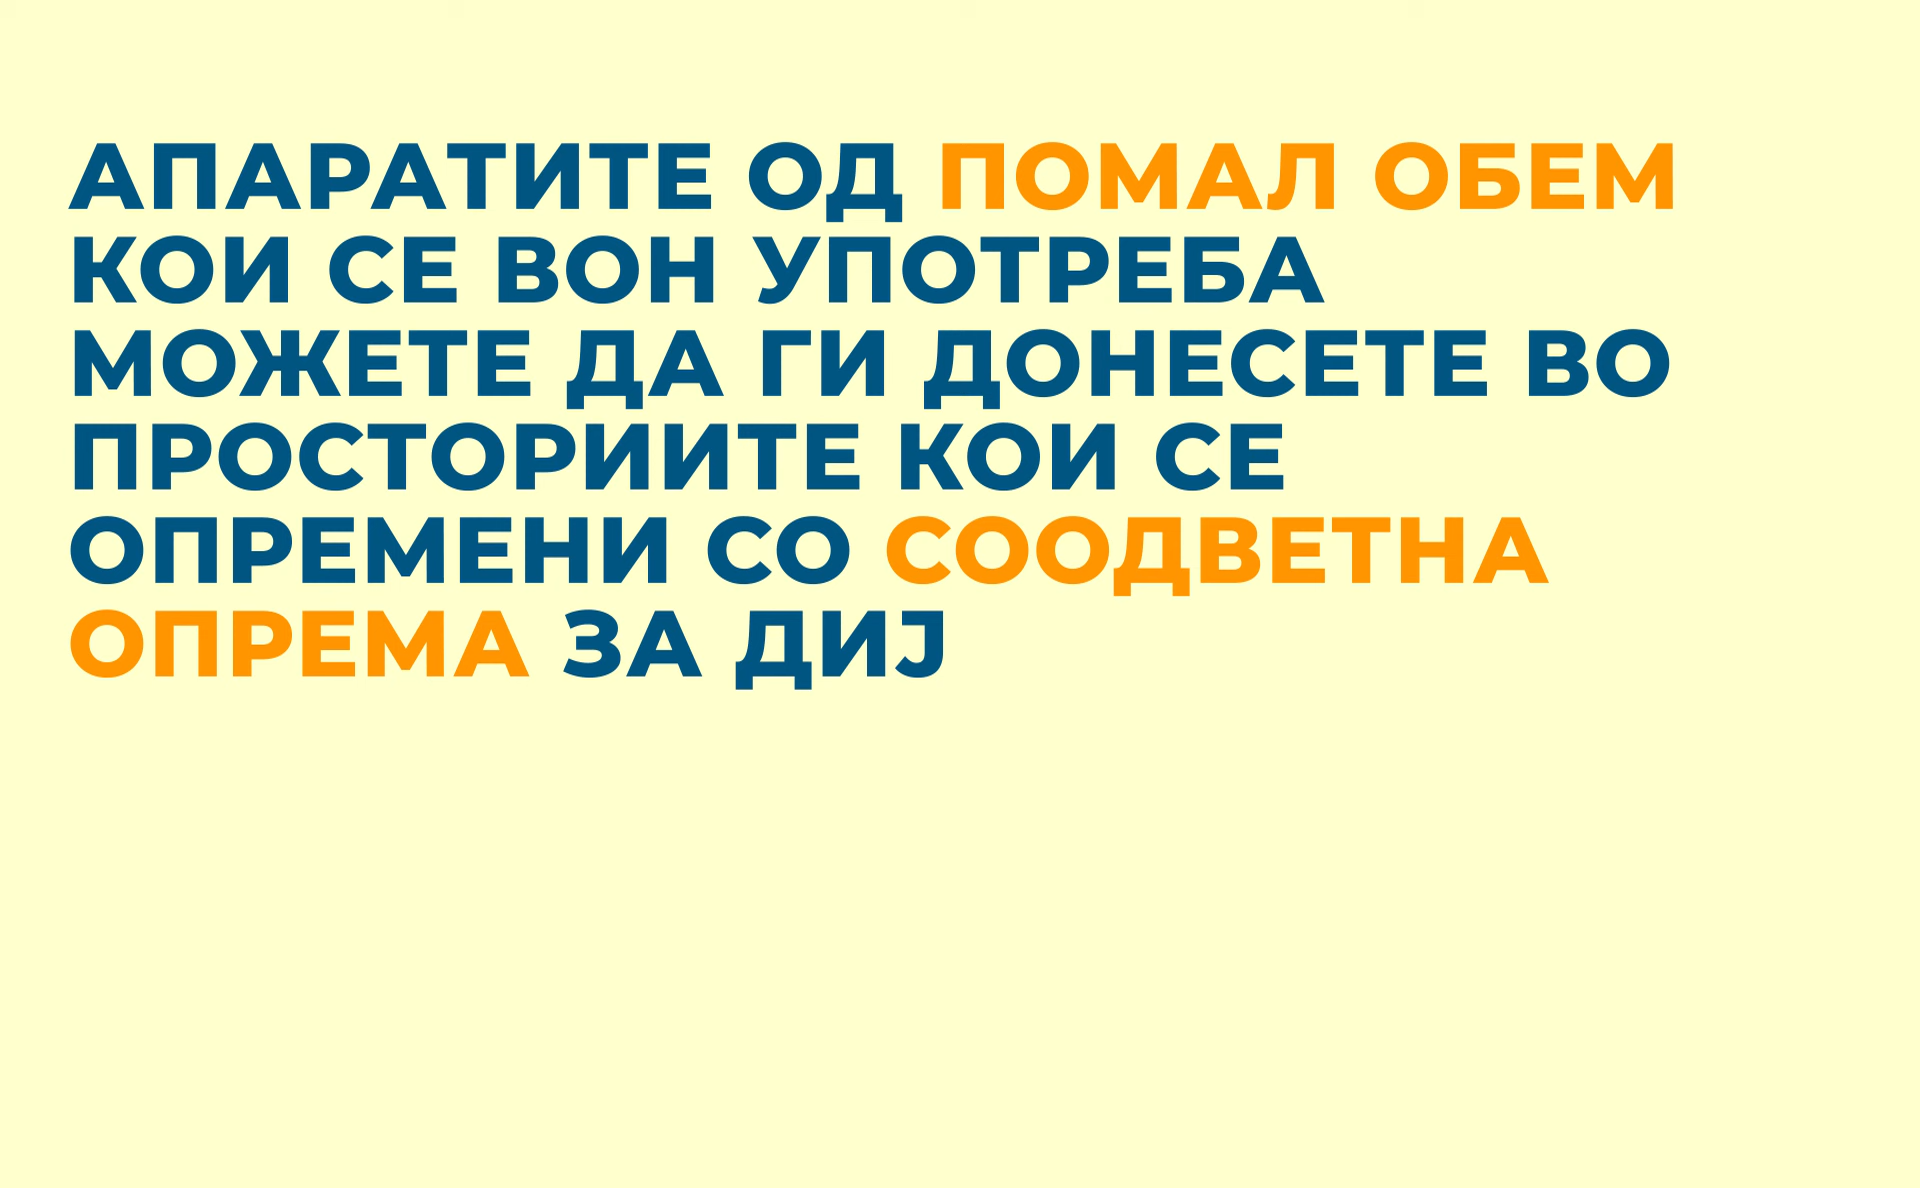 АПАРАТИТЕ ОД ПОМАЛ ОБЕМ
КОИ СЕ ВОН УПОТРЕБА
МОЖЕТЕ ДА ГИ ДОНЕСЕТЕ ВО
ПРОСТОРИИТЕ КОИ СЕ
ОПРЕМЕНИ СО СООДВЕТНА
ОПРЕМА ЗА ДИЈ